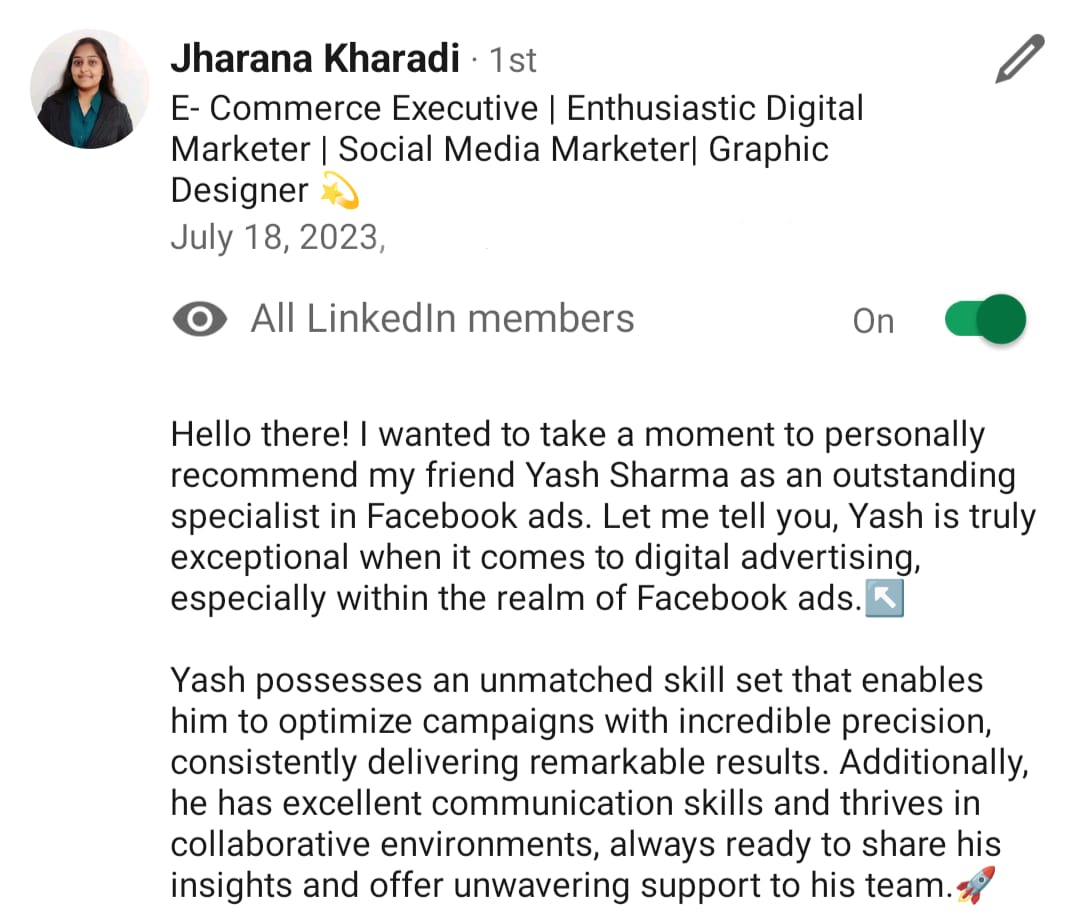 Jharana Kharadi · 1st
E- Commerce Executive | Enthusiastic Digital
Marketer | Social Media Marketer| Graphic
Designer 💫
July 18, 2023,
All LinkedIn members On
Hello there! I wanted to take a moment to personally
recommend my friend Yash Sharma as an outstanding
specialist in Facebook ads. Let me tell you, Yash is truly
exceptional when it comes to digital advertising,
especially within the realm of Facebook ads.↖️
Yash possesses an unmatched skill set that enables
him to optimize campaigns with incredible precision,
consistently delivering remarkable results. Additionally,
he has excellent communication skills and thrives in
collaborative environments, always ready to share his
insights and offer unwavering support to his team.🚀